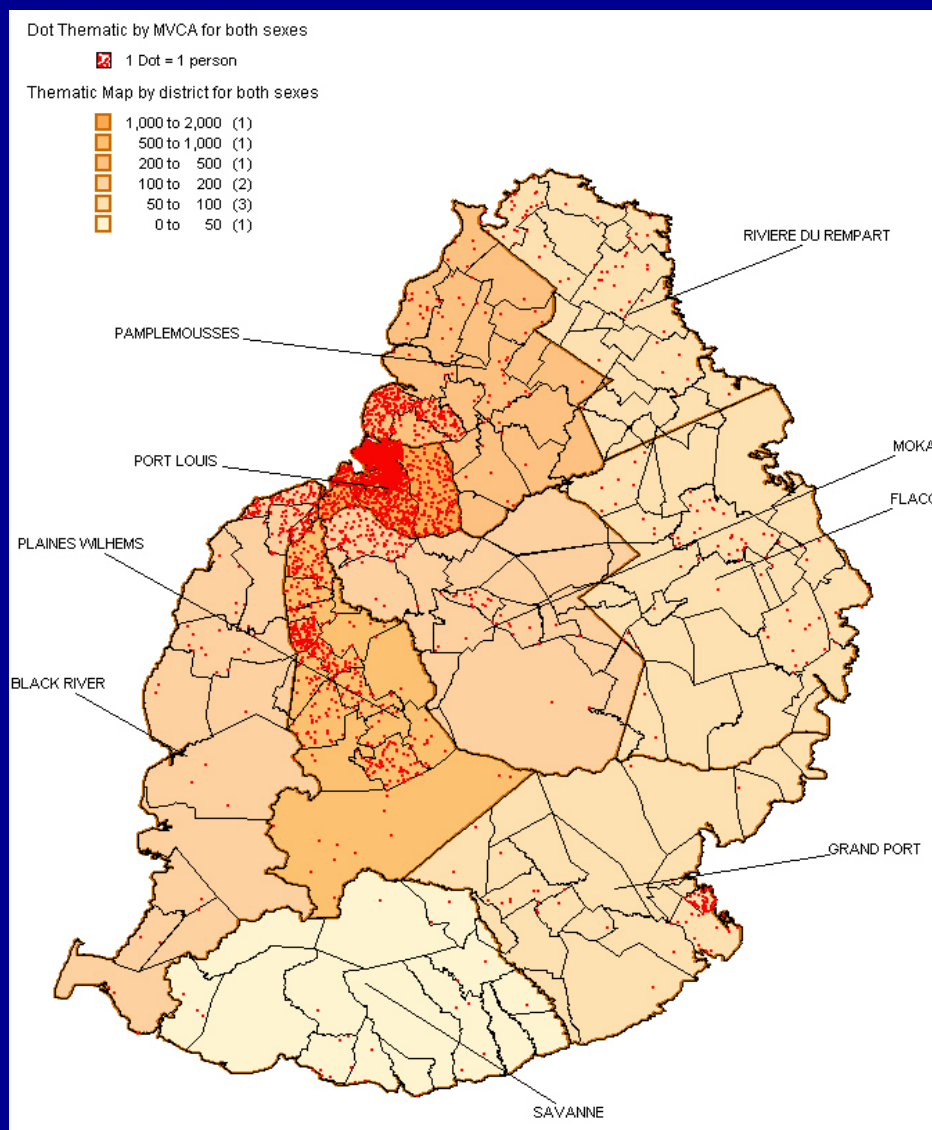 Dot Thematic by MVCA for both sexes
1 Dot = 1 person
Thematic Map by district for both sexes
1,000 to 2,000 (1)
500 to 1,000 (1)
200 to 500 (1)
100 to 200 (2)
50 to 100 (3)
0 to 50 (1)
RIVIERE DU REMPART
PAMPLEMOUSSES
MOKA
PORT LOUIS
FLACQ
PLAINES WILHEMS
BLACK RIVER
GRAND PORT
SAVANNE